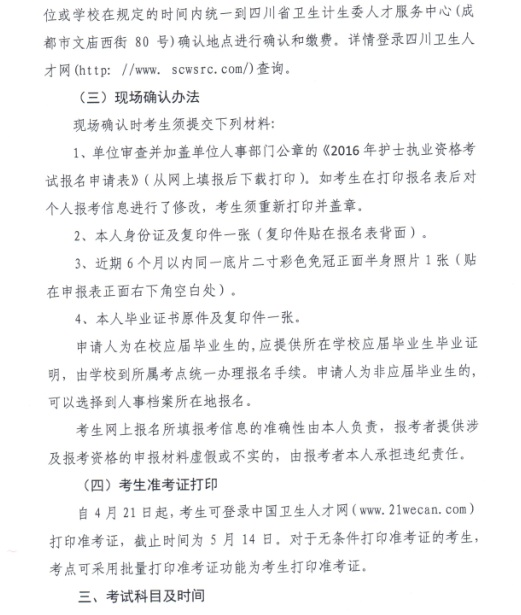 位或学校在规定的时间内统一到四川省卫生计生委人才服务中心(成
都市文庙西街 80 号)确认地点进行确认和缴费。详情登录四川卫生人
才网(http: //www. scwsrc.com/)查询。
（三）现场确认办法
现场确认时考生须提交下列材料:
1、单位审查并加盖单位人事部门公章的《2016 年护士执业资格考
试报名申请表》（从网上填报后下载打印）。如考生在打印报名表后对
个人报考信息进行了修改，考生须重新打印并盖章。
2、本人身份证及复印件一张（复印件贴在报名表背面）。
3、近期 6 个月以内同一底片二寸彩色免冠正面半身照片 1 张（贴
在申报表正面右下角空白处）。
4、本人毕业证书原件及复印件一张。
申请人为在校应届毕业生的,应提供所在学校应届毕业生毕业证
明，由学校到所属考点统一办理报名手续。申请人为非应届毕业生的,
可以选择到人事档案所在地报名。
考生网上报名所填报考信息的准确性由本人负责，报考者提供涉
及报考资格的申报材料虚假或不实的，由报考者本人承担违纪责任。
（四）考生准考证打印
自 4 月 21 日起,考生可登录中国卫生人才网(www.21wecan.com)
打印准考证，截止时间为 5 月 14 日。对于无条件打印准考证的考生,
考点可采用批量打印准考证功能为考生打印准考证。
三、考试科目及时间